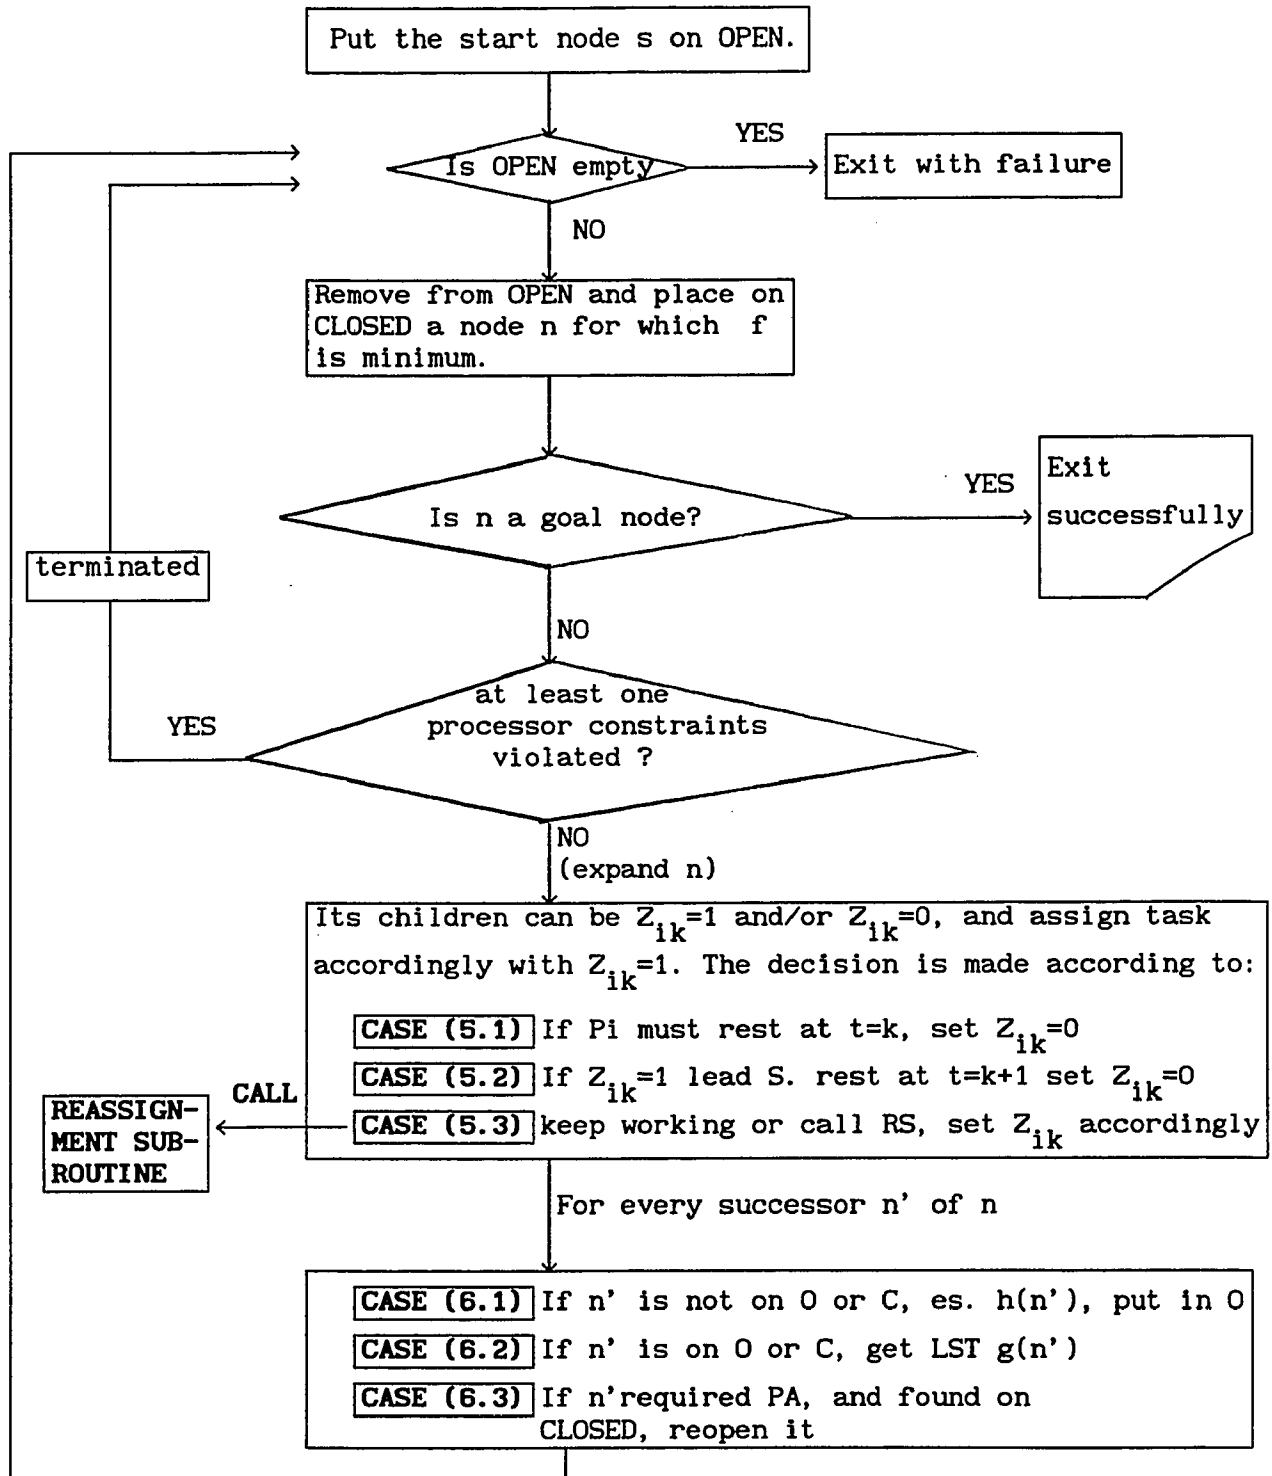 Put the start node s on OPEN.
Is OPEN empty
YES
Exit with failure
NO
Remove from OPEN and place on
CLOSED a node n for which f
is minimum.
Is n a goal node?
YES
Exit
successfully
terminated
NO
at least one
processor constraints
violated ?
YES
NO
(expand n)
Its children can be Z_ik=1 and/or Z_ik=0, and assign task
accordingly with Z_ik=1. The decision is made according to:
CASE (5.1) If Pi must rest at t=k, set Z_ik=0
CASE (5.2) If Z_ik=1 lead S. rest at t=k+1 set Z_ik=0
CASE (5.3) keep working or call RS, set Z_ik accordingly
CALL
REASSIGN-
MENT SUB-
ROUTINE
For every successor n' of n
CASE (6.1) If n' is not on O or C, es. h(n'), put in O
CASE (6.2) If n' is on O or C, get LST g(n')
CASE (6.3) If n'required PA, and found on
CLOSED, reopen it